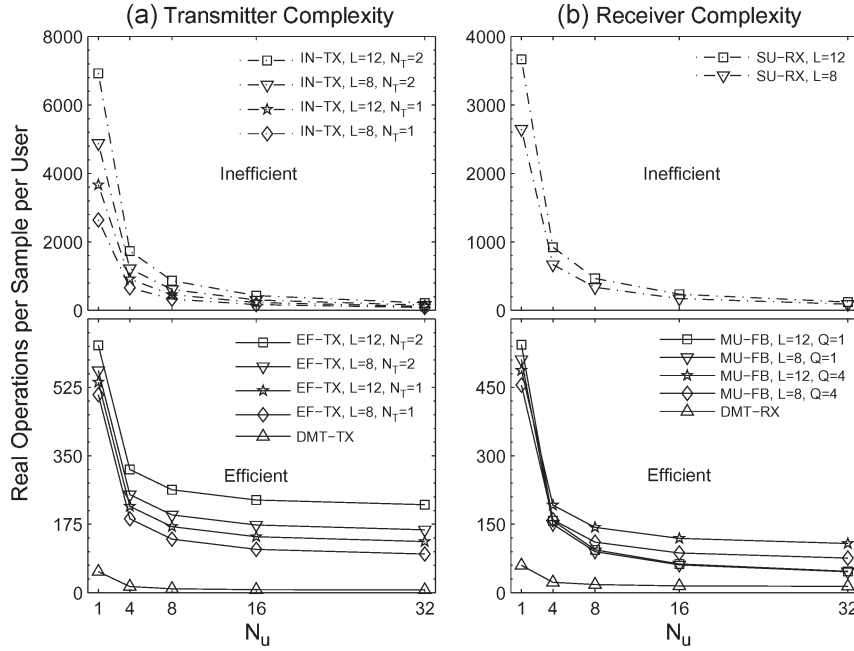 (a) Transmitter Complexity
(b) Receiver Complexity
Real Operations per Sample per User
8000
6000
4000
2000
0
IN-TX, L=12, N_T=2
IN-TX, L=8, N_T=2
IN-TX, L=12, N_T=1
IN-TX, L=8, N_T=1
Inefficient
4000
3000
2000
1000
0
SU-RX, L=12
SU-RX, L=8
Inefficient
525
350
175
0
EF-TX, L=12, N_T=2
EF-TX, L=8, N_T=2
EF-TX, L=12, N_T=1
EF-TX, L=8, N_T=1
DMT-TX
Efficient
1 4 8 16 32
N_u
450
300
150
0
MU-FB, L=12, Q=1
MU-FB, L=8, Q=1
MU-FB, L=12, Q=4
MU-FB, L=8, Q=4
DMT-RX
Efficient
1 4 8 16 32
N_u